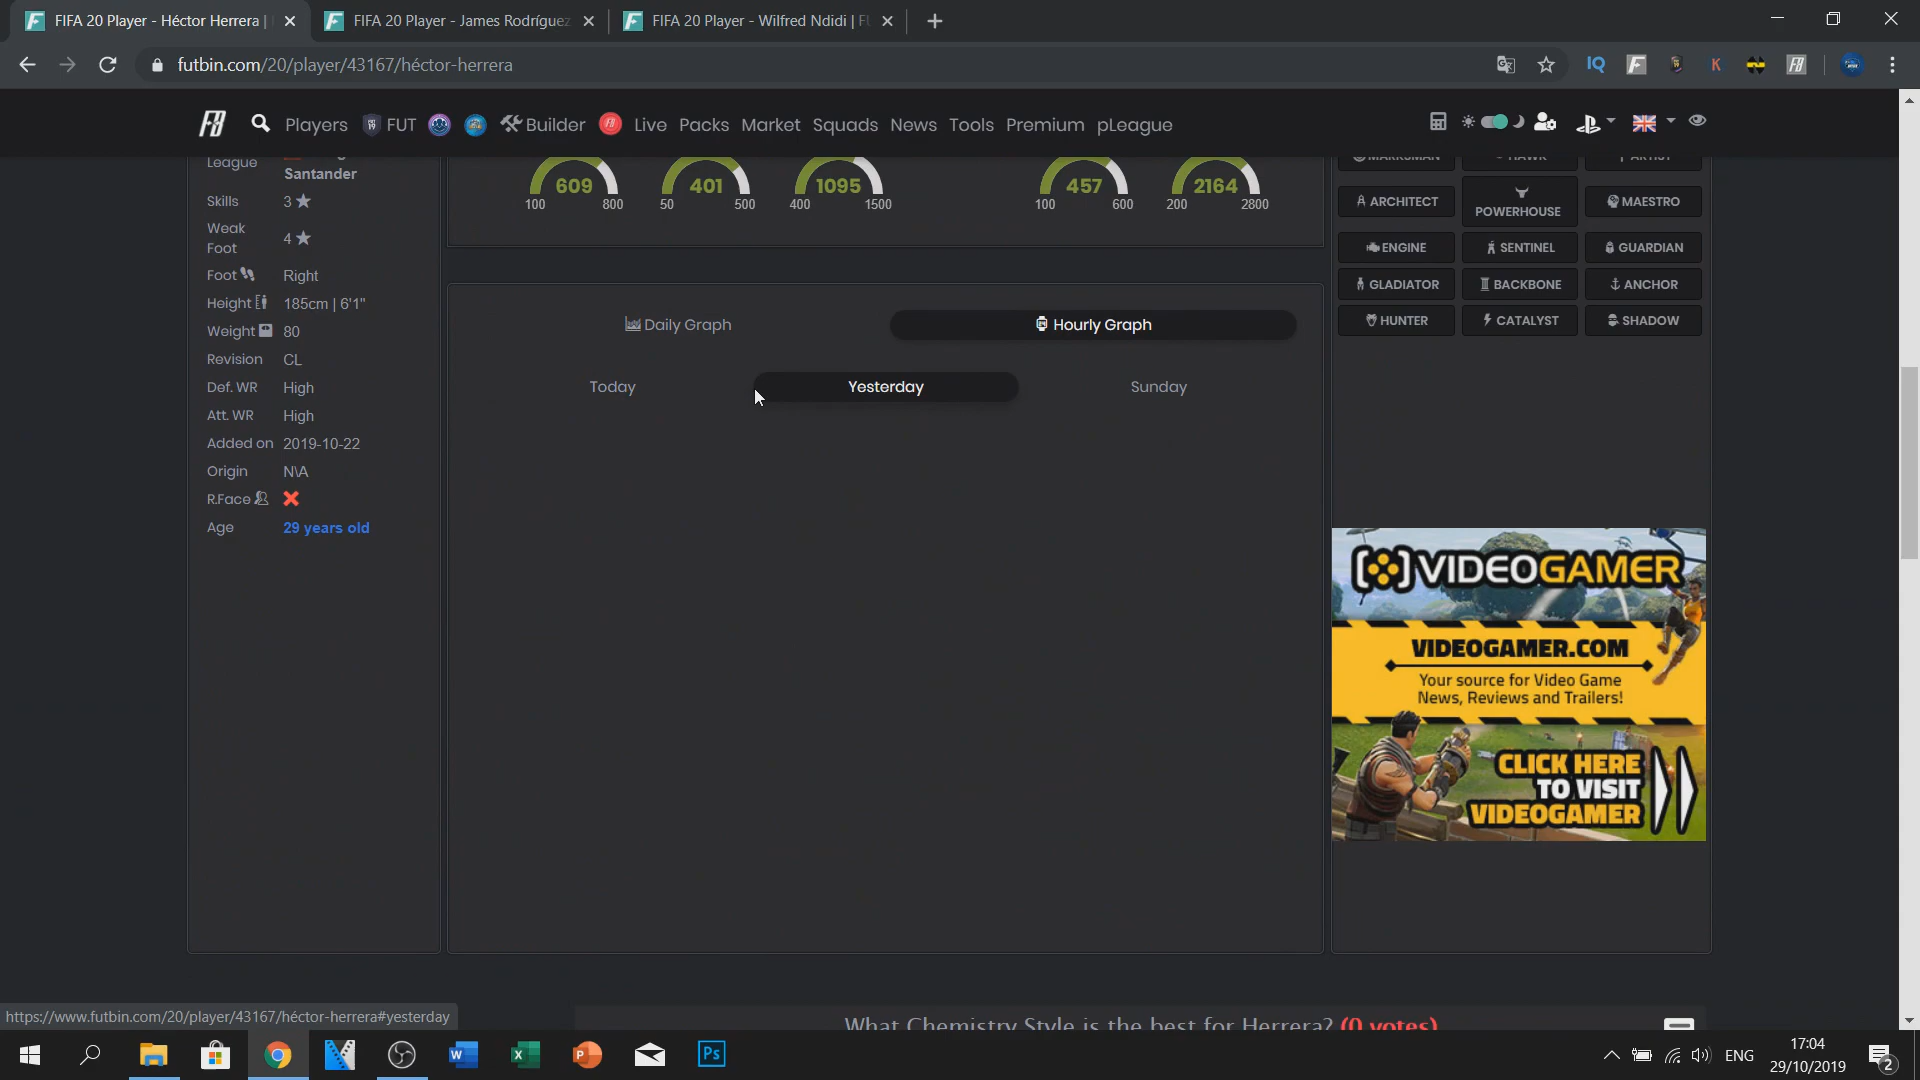 FIFA 20 Player - Héctor Herrera |
FIFA 20 Player - James Rodríguez
FIFA 20 Player - Wilfred Ndidi | FU
futbin.com/20/player/43167/héctor-herrera
Players FUT Builder Live Packs Market Squads News Tools Premium pLeague
League
Santander
Skills 3
Weak Foot 4
Foot Right
Height 185cm | 6'1"
Weight 80
Revision CL
Def. WR High
Att. WR High
Added on 2019-10-22
Origin N\A
R.Face
Age 29 years old
609 401 1095 457 2164
100 800 50 500 400 1500 100 600 200 2800
Daily Graph Hourly Graph
Today Yesterday Sunday
MARKSMAN HAWK ARTIST
ARCHITECT POWERHOUSE MAESTRO
ENGINE SENTINEL GUARDIAN
GLADIATOR BACKBONE ANCHOR
HUNTER CATALYST SHADOW
VIDEOGAMER
VIDEOGAMER.COM
Your source for Video Game
News, Reviews and Trailers!
CLICK HERE
TO VISIT
VIDEOGAMER
What Chemistry Style is the best for Herrera? (0 votes)
https://www.futbin.com/20/player/43167/héctor-herrera#yesterday
ENG
17:04
29/10/2019
2